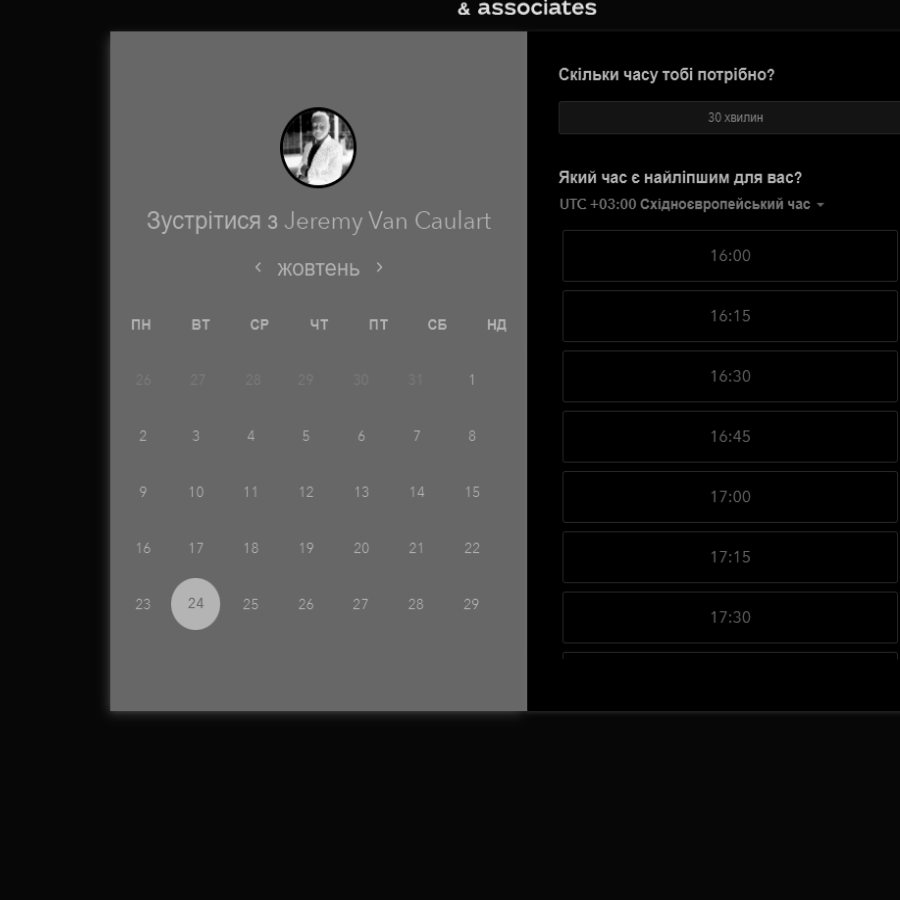 & associates
Зустрітися з Jeremy Van Caulart
‹ жовтень ›
ПН ВТ СР ЧТ ПТ СБ НД
26 27 28 29 30 31 1
2 3 4 5 6 7 8
9 10 11 12 13 14 15
16 17 18 19 20 21 22
23 24 25 26 27 28 29
Скільки часу тобі потрібно?
30 хвилин
Який час є найліпшим для вас?
UTC +03:00 Східноєвропейський час
16:00
16:15
16:30
16:45
17:00
17:15
17:30